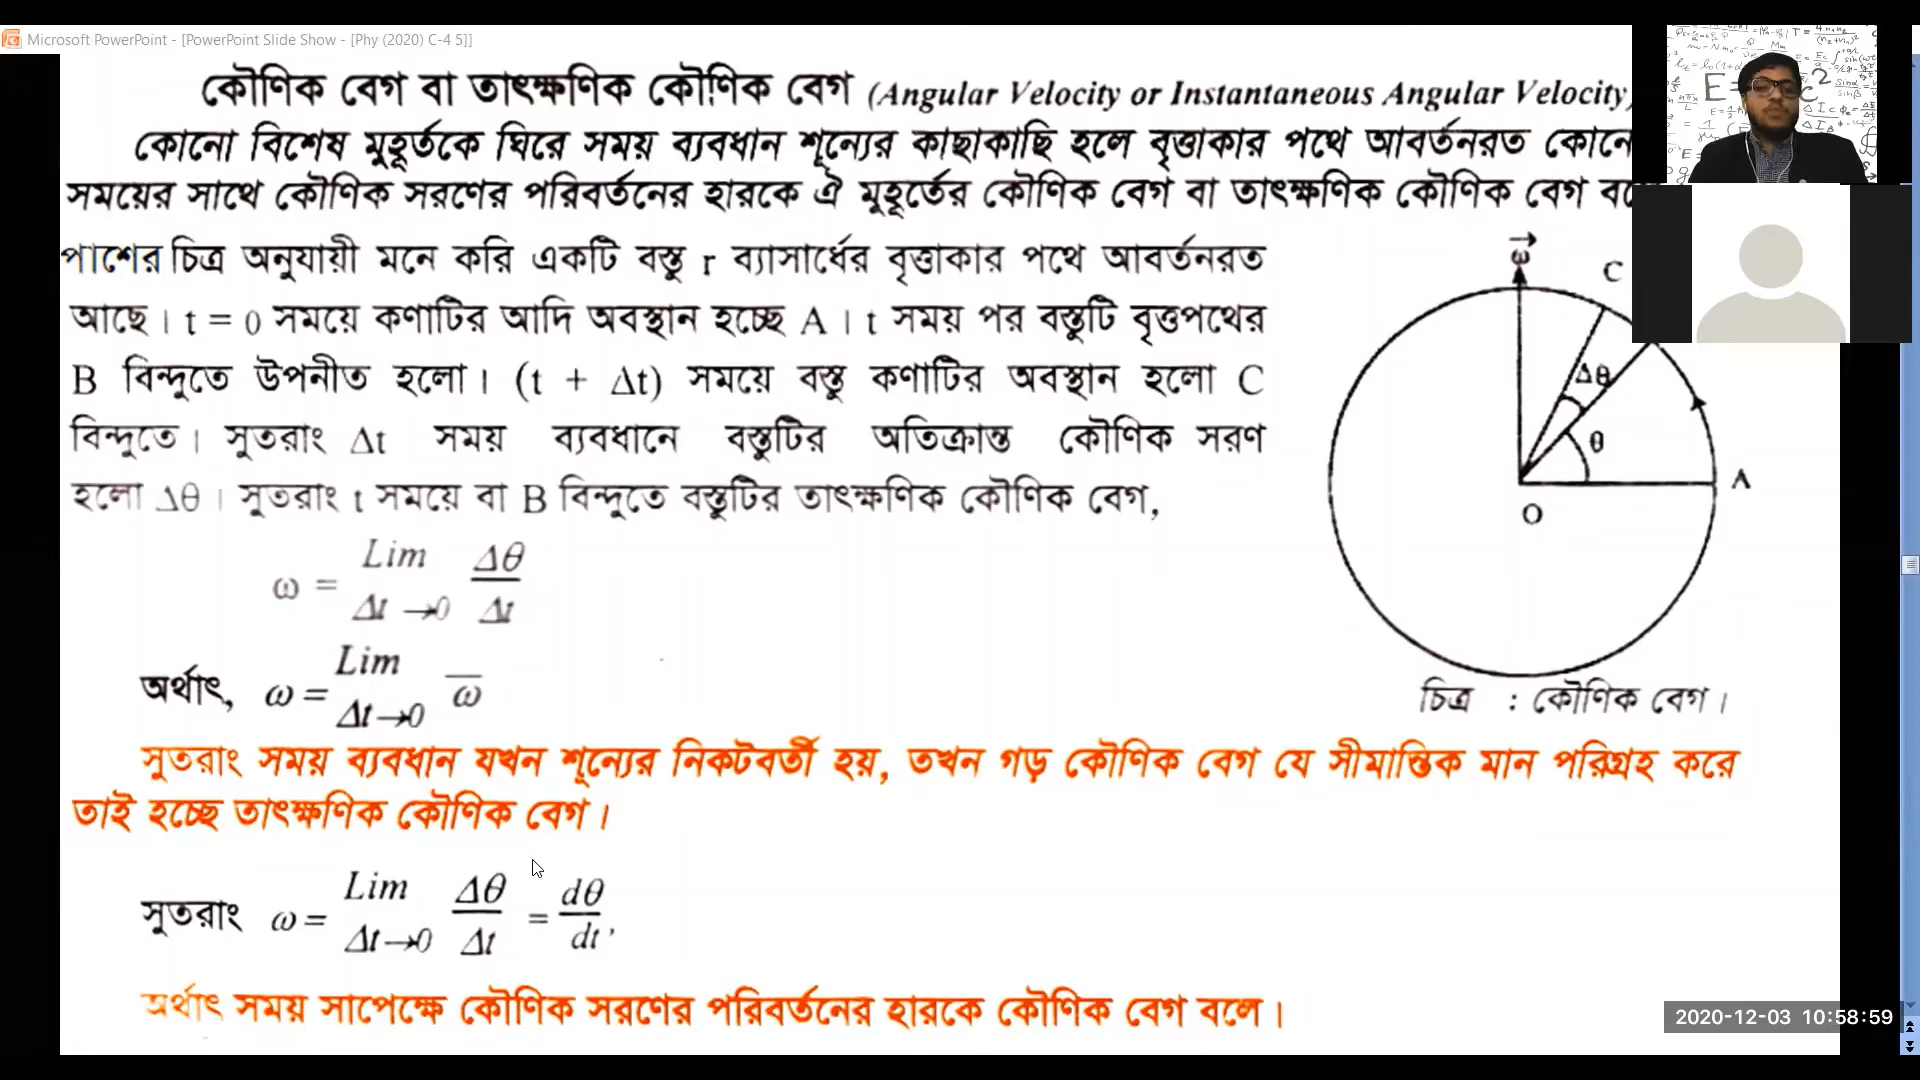 Microsoft PowerPoint - [PowerPoint Slide Show - [Phy (2020) C-4 5]]
কৌণিক বেগ বা তাৎক্ষণিক কৌণিক বেগ (Angular Velocity or Instantaneous Angular Velocity)
কোনো বিশেষ মুহূর্তকে ঘিরে সময় ব্যবধান শূন্যের কাছাকাছি হলে বৃত্তাকার পথে আবর্তনরত
সময়ের সাথে কৌণিক সরণের পরিবর্তনের হারকে ঐ মুহূর্তের কৌণিক বেগ বা তাৎক্ষণিক কৌণিক বেগ
পাশের চিত্র অনুযায়ী মনে করি একটি বস্তু r ব্যাসার্ধের বৃত্তাকার পথে আবর্তনরত
আছে। t = 0 সময়ে কণাটির আদি অবস্থান হচ্ছে A । t সময় পর বস্তুটি বৃত্তপথের
B বিন্দুতে উপনীত হলো। (t + Δt) সময়ে বস্তু কণাটির অবস্থান হলো C
বিন্দুতে। সুতরাং Δt সময় ব্যবধানে বস্তুটির অতিক্রান্ত কৌণিক সরণ
হলো Δθ । সুতরাং t সময়ে বা B বিন্দুতে বস্তুটির তাৎক্ষণিক কৌণিক বেগ,
ω = Lim Δt→0 Δθ/Δt
অর্থাৎ, ω = Lim Δt→0 ω̅
ω⃗
C
Δθ
θ
A
O
চিত্র : কৌণিক বেগ।
সুতরাং সময় ব্যবধান যখন শূন্যের নিকটবর্তী হয়, তখন গড় কৌণিক বেগ যে সীমান্তিক মান পরিগ্রহ করে
তাই হচ্ছে তাৎক্ষণিক কৌণিক বেগ।
সুতরাং ω = Lim Δt→0 Δθ/Δt = dθ/dt,
অর্থাৎ সময় সাপেক্ষে কৌণিক সরণের পরিবর্তনের হারকে কৌণিক বেগ বলে।
2020-12-03 10:58:59